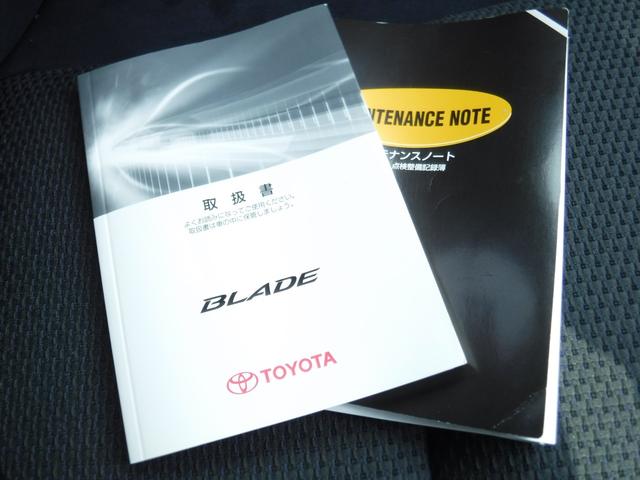 取扱書
よくお読みになってご使用ください。
取扱書は車の中に保管しましょう。
BLADE
TOYOTA
NTENANCE NOTE
テナンスノート
点検整備記録簿